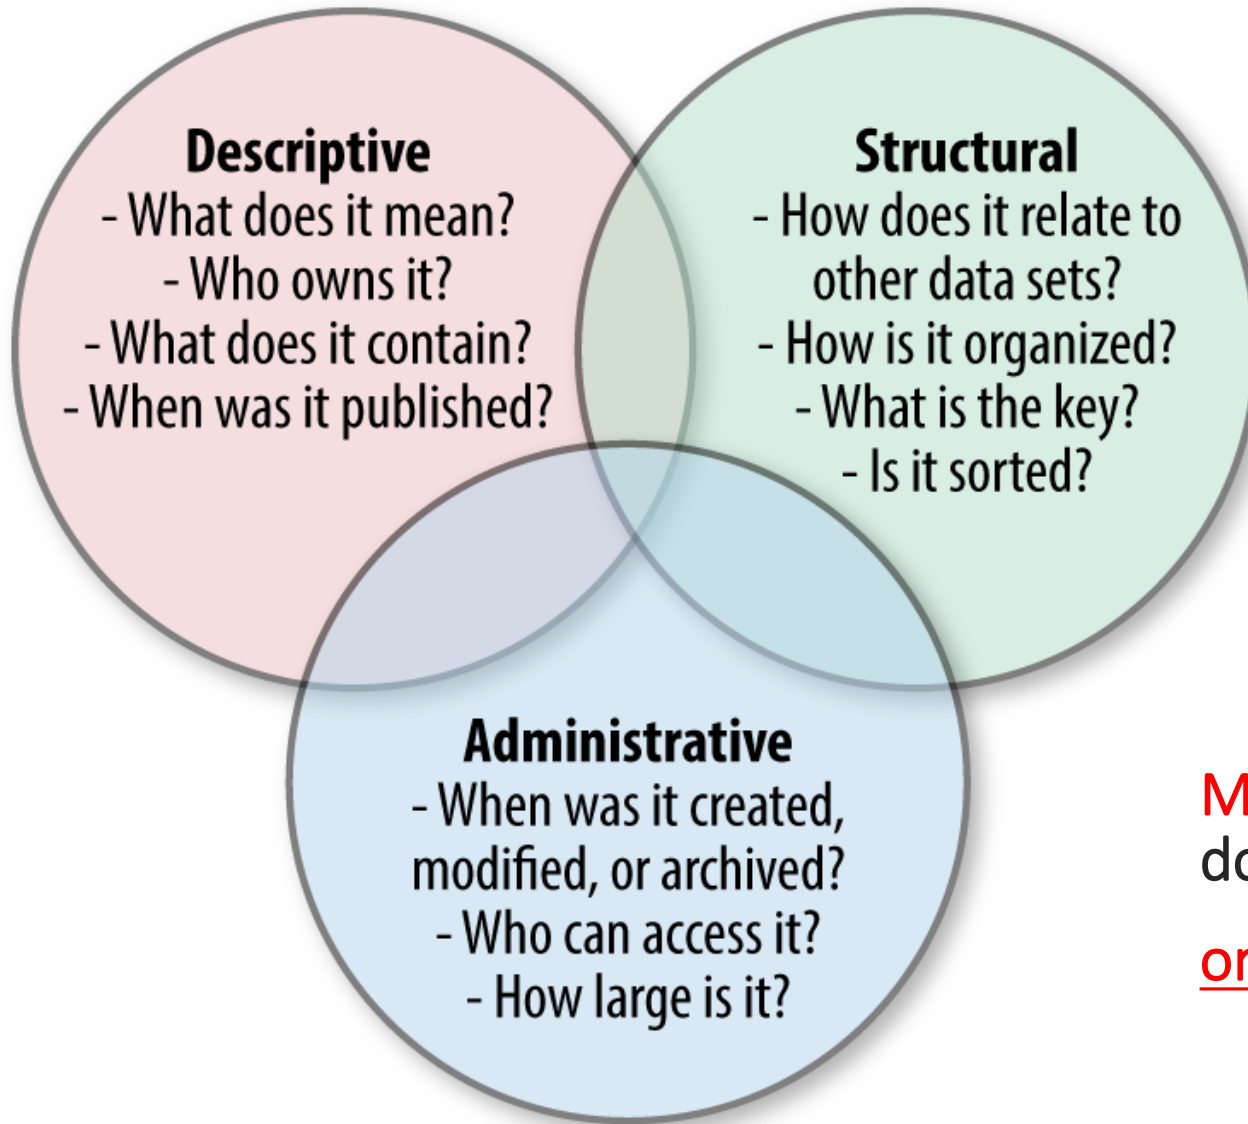 Descriptive
- What does it mean?
- Who owns it?
- What does it contain?
- When was it published?
Structural
- How does it relate to
other data sets?
- How is it organized?
- What is the key?
- Is it sorted?
Administrative
- When was it created,
modified, or archived?
- Who can access it?
- How large is it?